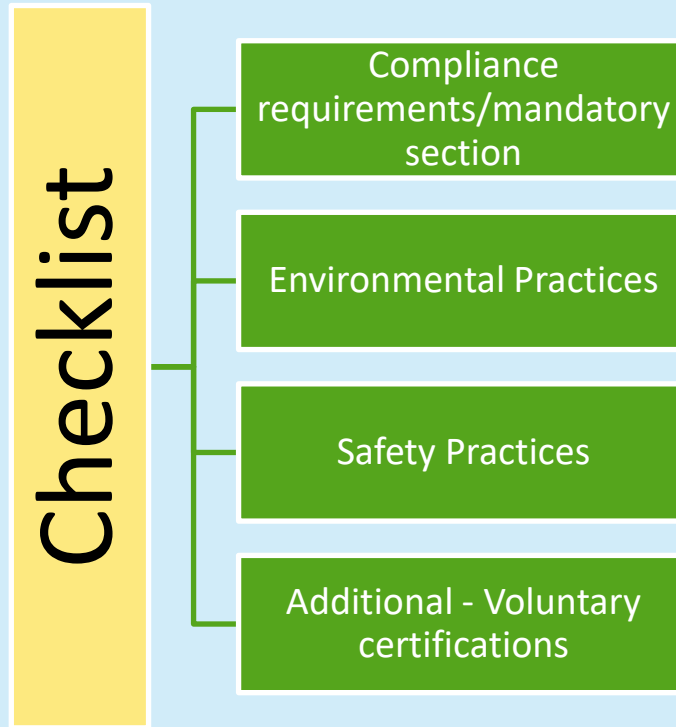 Checklist
Compliance
requirements/mandatory
section
Environmental Practices
Safety Practices
Additional - Voluntary
certifications